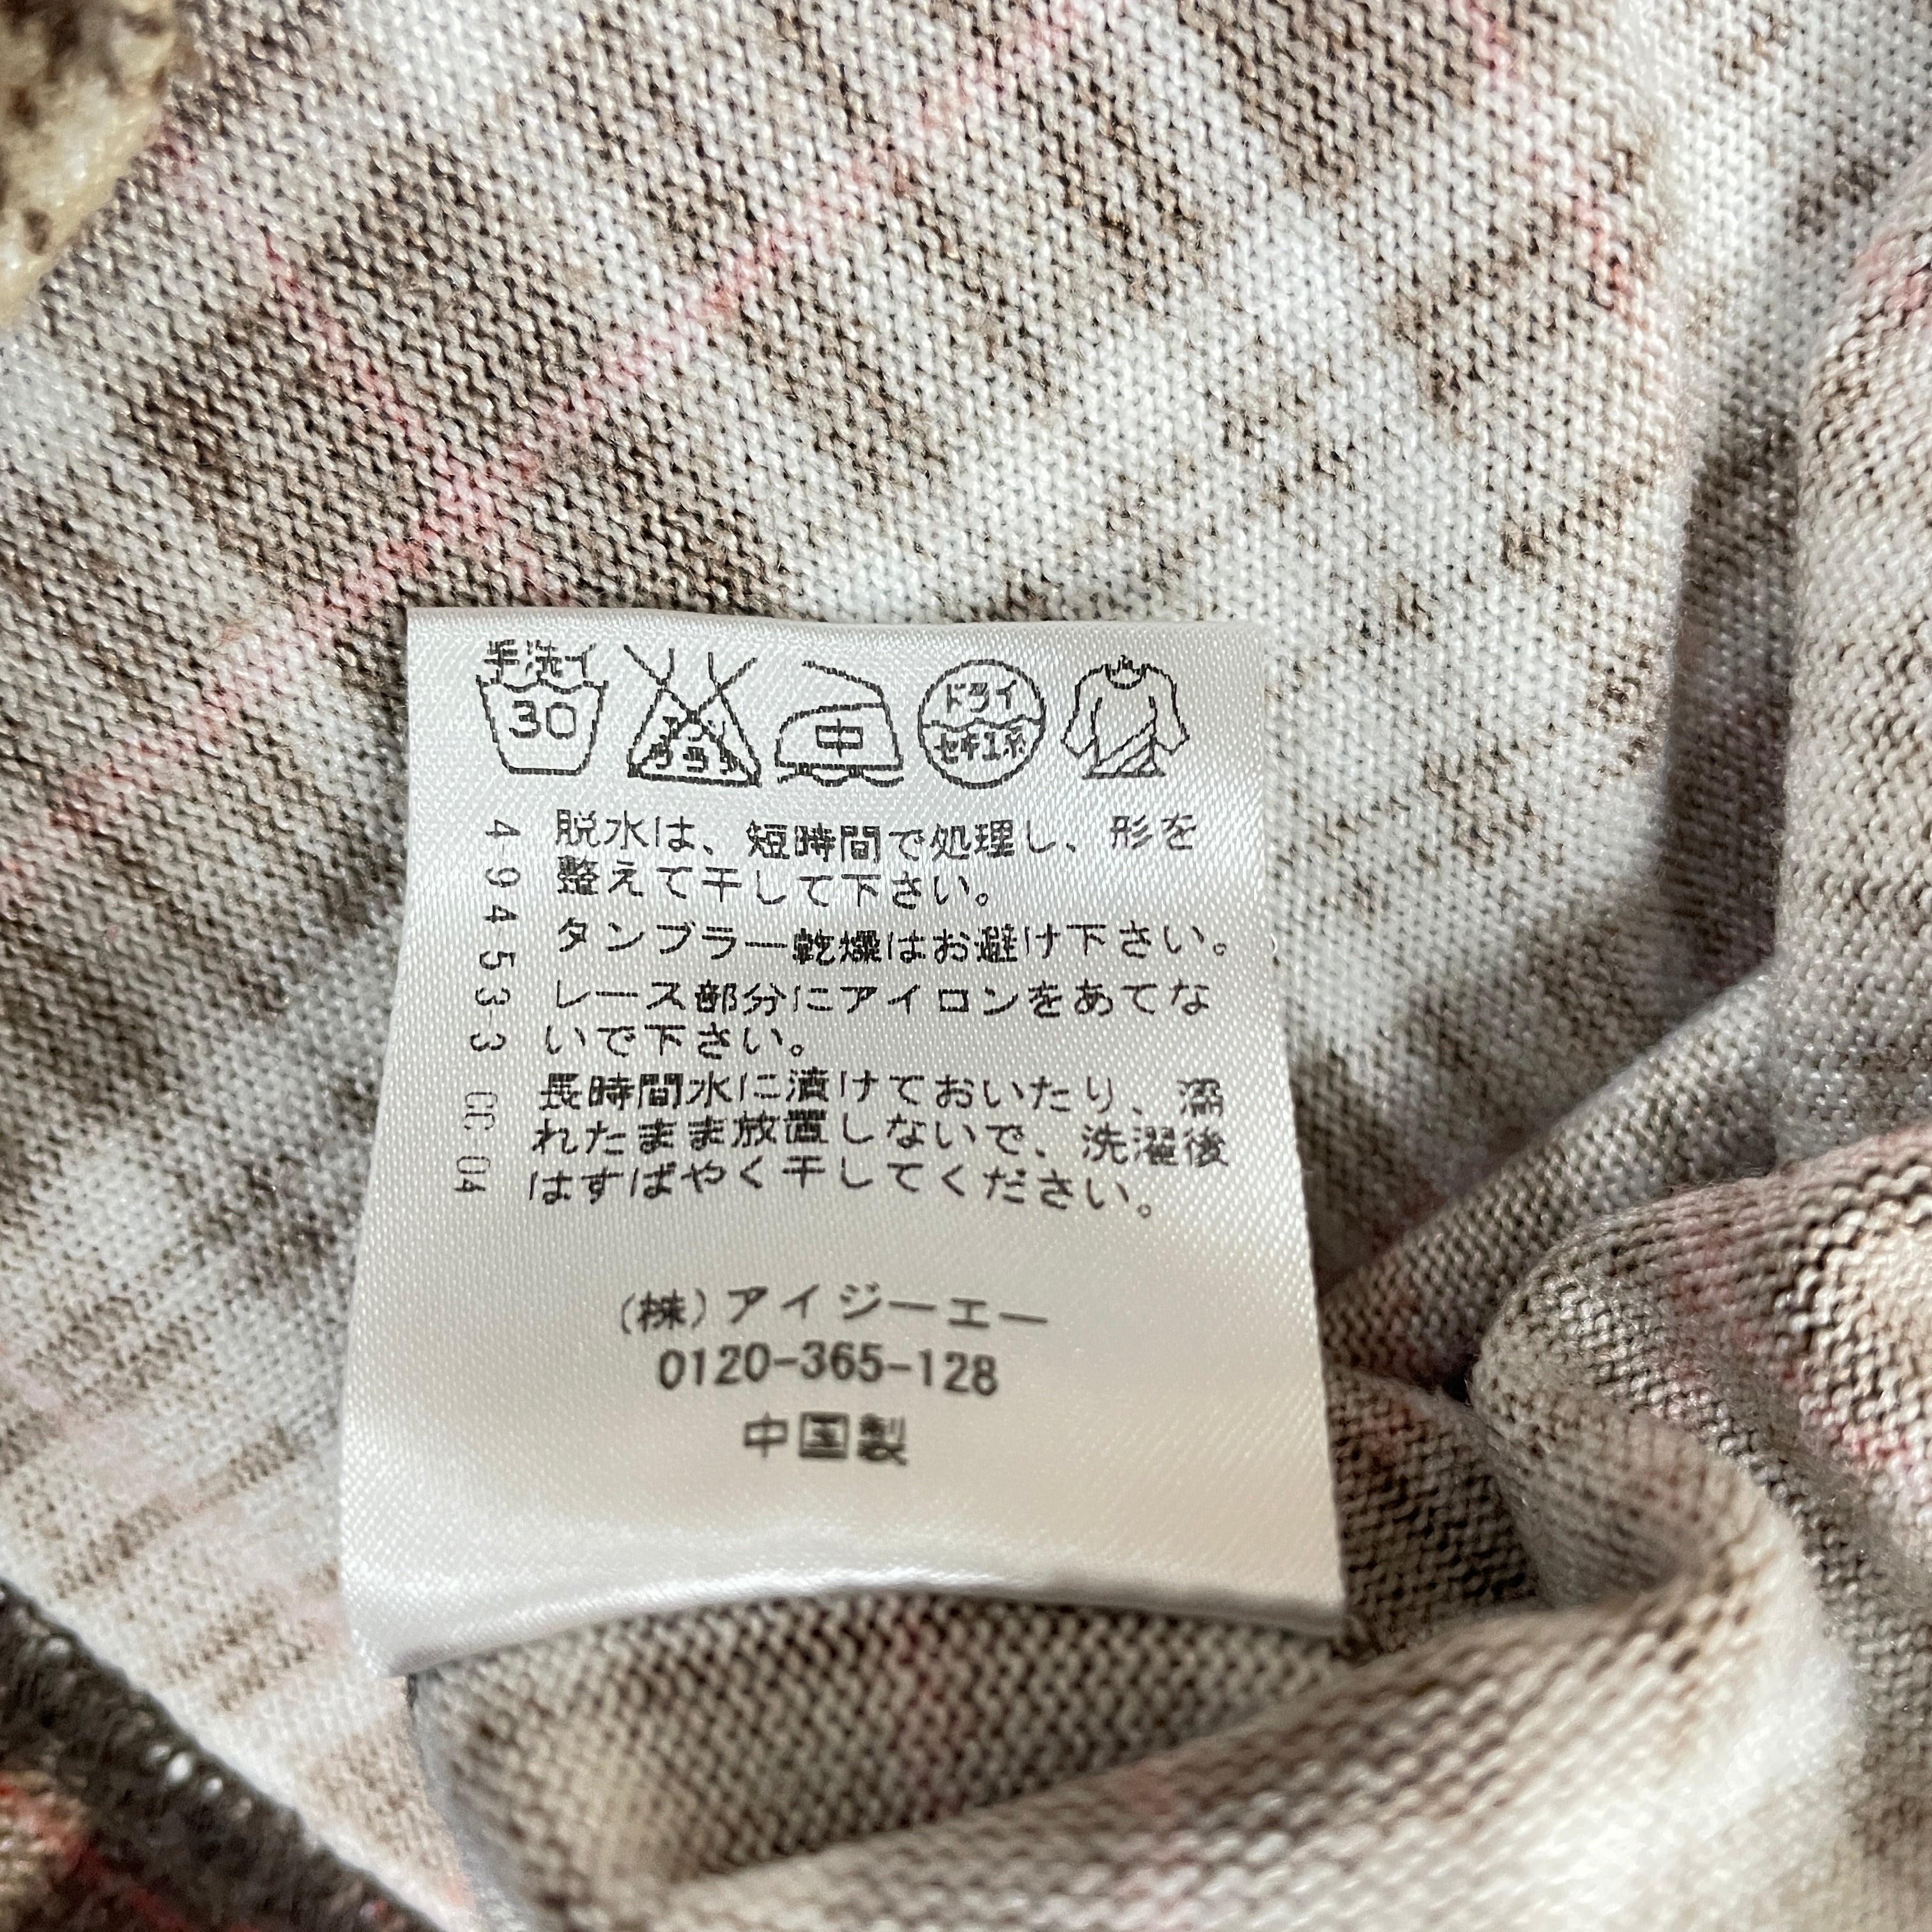 手洗イ
30
中
ドライ
セキユ系
脱水は、短時間で処理し、形を
整えて干して下さい。
タンブラー乾燥はお避け下さい。
レース部分にアイロンをあてな
いで下さい。
長時間水に漬けておいたり、濡
れたまま放置しないで、洗濯後
はすばやく干してください。
49453-3 GC 04
(株)アイジーエー
0120-365-128
中国製